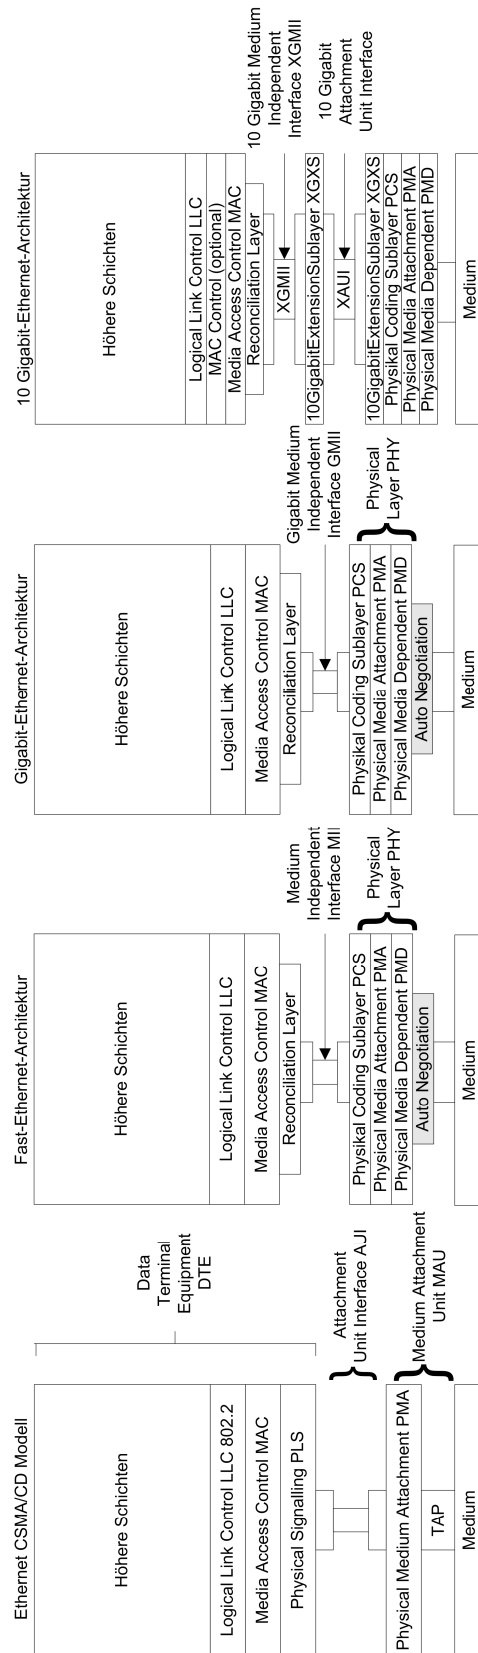 Ethernet CSMA/CD Modell
Höhere Schichten
Logical Link Control LLC 802.2
Media Access Control MAC
Physical Signalling PLS
Physical Medium Attachment PMA
TAP
Medium
Data
Terminal
Equipment
DTE
Attachment
Unit Interface AJI
Medium Attachment
Unit MAU
Fast-Ethernet-Architektur
Höhere Schichten
Logical Link Control LLC
Media Access Control MAC
Reconciliation Layer
Physikal Coding Sublayer PCS
Physical Media Attachment PMA
Physical Media Dependent PMD
Auto Negotiation
Medium
Medium
Independent
Interface MII
Physical
Layer PHY
Gigabit-Ethernet-Architektur
Höhere Schichten
Logical Link Control LLC
Media Access Control MAC
Reconciliation Layer
Physikal Coding Sublayer PCS
Physical Media Attachment PMA
Physical Media Dependent PMD
Auto Negotiation
Medium
Gigabit Medium
Independent
Interface GMII
Physical
Layer PHY
10 Gigabit-Ethernet-Architektur
Höhere Schichten
Logical Link Control LLC
MAC Control (optional)
Media Access Control MAC
Reconciliation Layer
XGMII
10GigabitExtensionSublayer XGXS
XAUI
10GigabitExtensionSublayer XGXS
Physikal Coding Sublayer PCS
Physical Media Attachment PMA
Physical Media Dependent PMD
Medium
10 Gigabit Medium
Independent
Interface XGMII
10 Gigabit
Attachment
Unit Interface